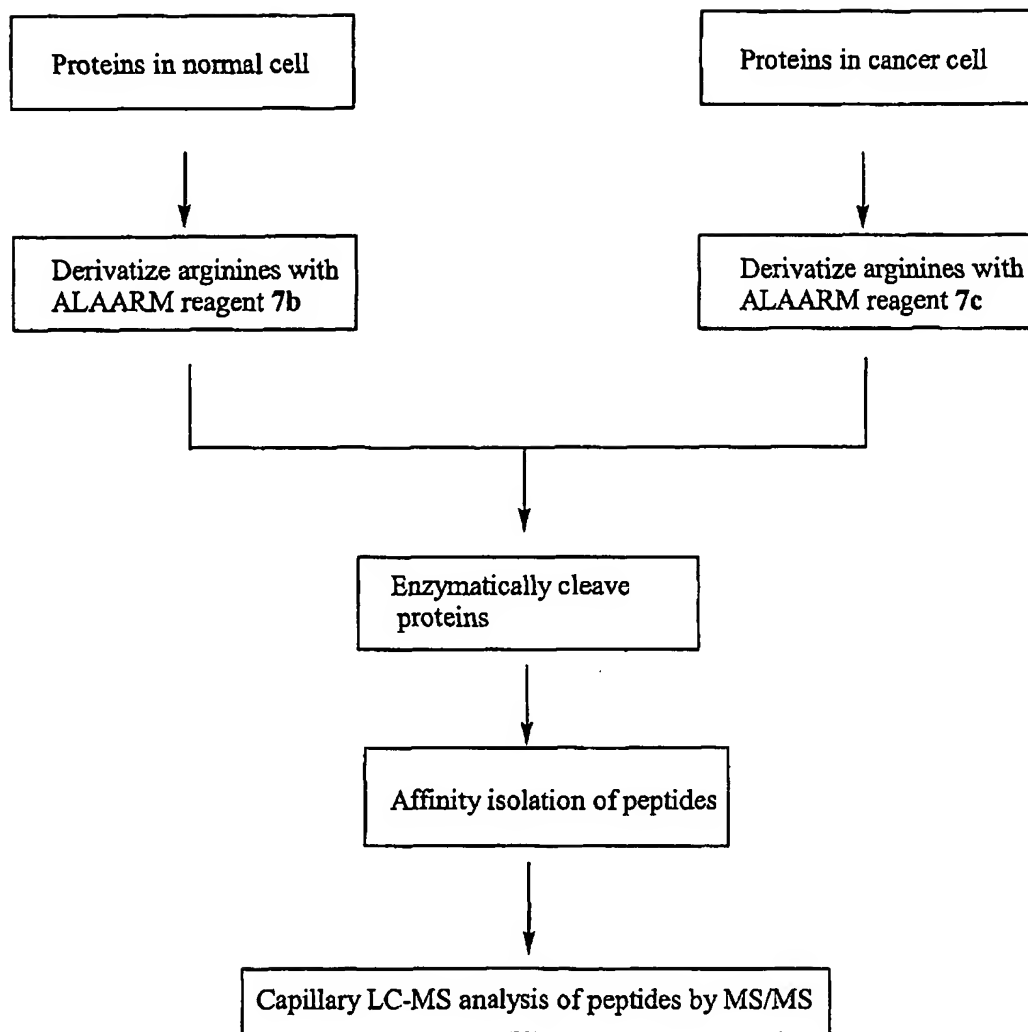 Proteins in normal cell
Proteins in cancer cell
Derivatize arginines with
ALAARM reagent 7b
Derivatize arginines with
ALAARM reagent 7c
Enzymatically cleave
proteins
Affinity isolation of peptides
Capillary LC-MS analysis of peptides by MS/MS